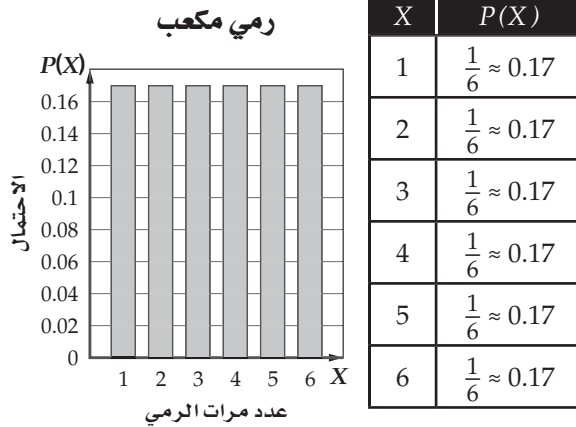 رمي مكعب
P(X)
0.16
0.14
0.12
0.1
0.08
0.06
0.04
0.02
0
الاحتمال
1 2 3 4 5 6 X
عدد مرات الرمي
X P(X)
1 1/6 ≈ 0.17
2 1/6 ≈ 0.17
3 1/6 ≈ 0.17
4 1/6 ≈ 0.17
5 1/6 ≈ 0.17
6 1/6 ≈ 0.17